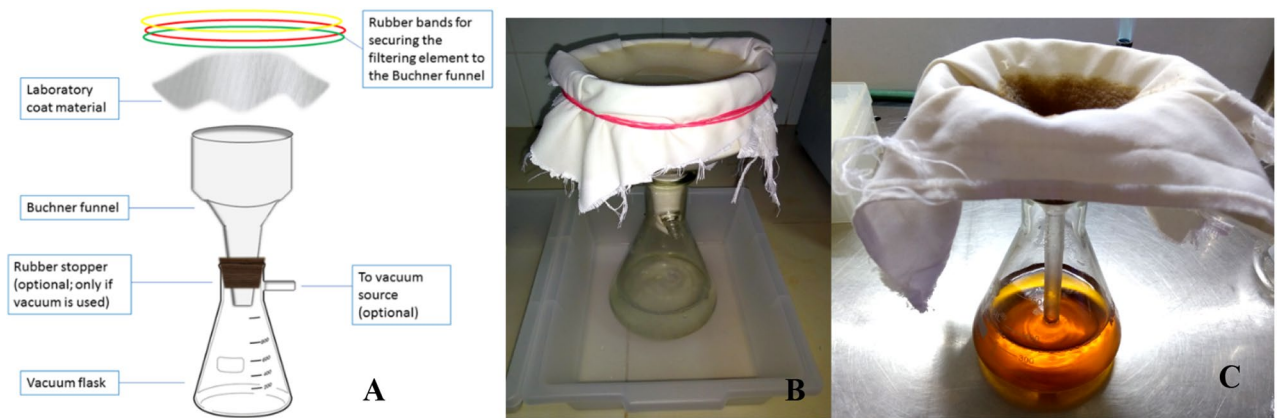 Rubber bands for
securing the
filtering element to
the Buchner funnel
Laboratory
coat material
Buchner funnel
Rubber stopper
(optional; only if
vacuum is used)
To vacuum
source
(optional)
Vacuum flask
A
B
C